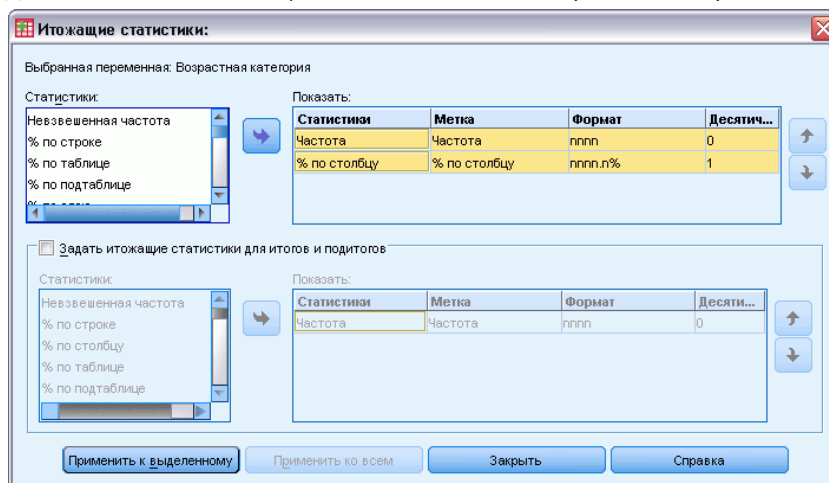 Итожащие статистики:
Выбранная переменная: Возрастная категория
Статистики:
Показать:
Невзвешенная частота
% по строке
% по таблице
% по подтаблице
Статистики Метка Формат Десятич...
Частота Частота nnnn 0
% по столбцу % по столбцу nnnn.n% 1
Задать итожащие статистики для итогов и подитогов
Статистики:
Показать:
Невзвешенная частота
% по строке
% по столбцу
% по таблице
% по подтаблице
Статистики Метка Формат Десяти...
Частота Частота nnnn 0
Применить к выделенному Применить ко всем Закрыть Справка